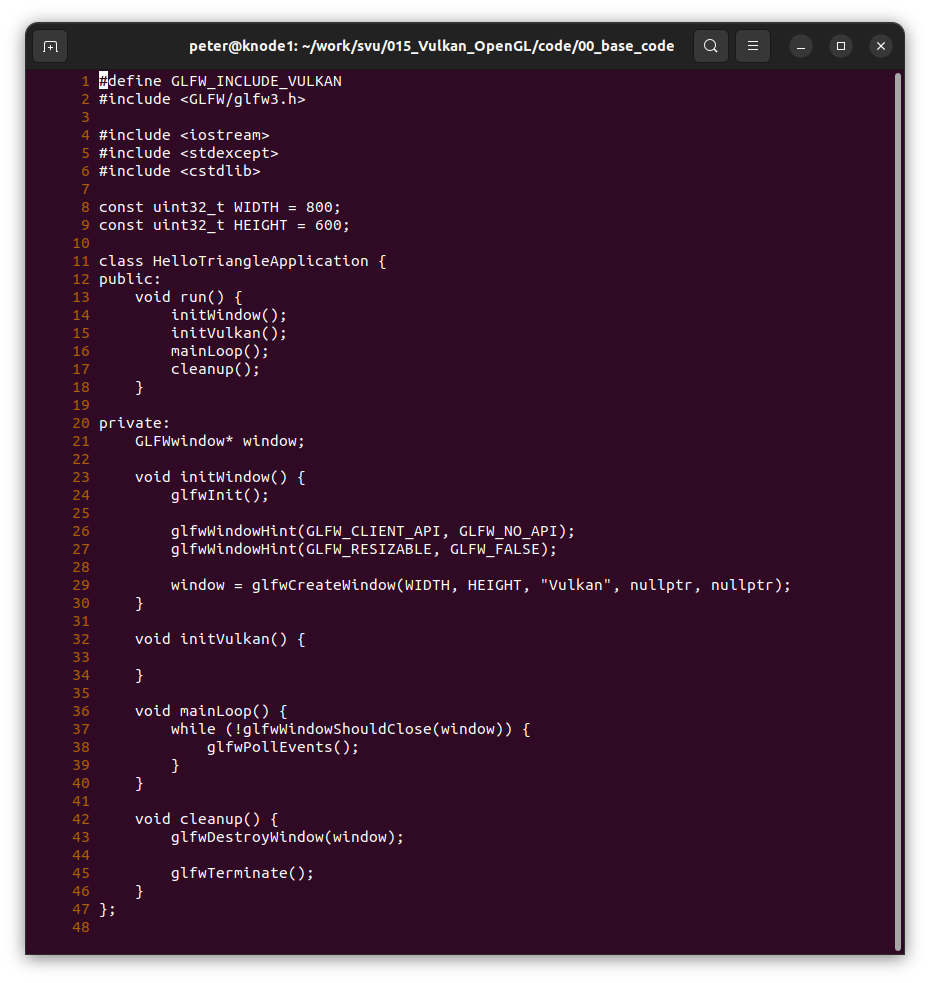 peter@knode1: ~/work/svu/015_Vulkan_OpenGL/code/00_base_code
1 #define GLFW_INCLUDE_VULKAN
2 #include <GLFW/glfw3.h>
3
4 #include <iostream>
5 #include <stdexcept>
6 #include <cstdlib>
7
8 const uint32_t WIDTH = 800;
9 const uint32_t HEIGHT = 600;
10
11 class HelloTriangleApplication {
12 public:
13     void run() {
14         initWindow();
15         initVulkan();
16         mainLoop();
17         cleanup();
18     }
19
20 private:
21     GLFWwindow* window;
22
23     void initWindow() {
24         glfwInit();
25
26         glfwWindowHint(GLFW_CLIENT_API, GLFW_NO_API);
27         glfwWindowHint(GLFW_RESIZABLE, GLFW_FALSE);
28
29         window = glfwCreateWindow(WIDTH, HEIGHT, "Vulkan", nullptr, nullptr);
30     }
31
32     void initVulkan() {
33
34     }
35
36     void mainLoop() {
37         while (!glfwWindowShouldClose(window)) {
38             glfwPollEvents();
39         }
40     }
41
42     void cleanup() {
43         glfwDestroyWindow(window);
44
45         glfwTerminate();
46     }
47 };
48